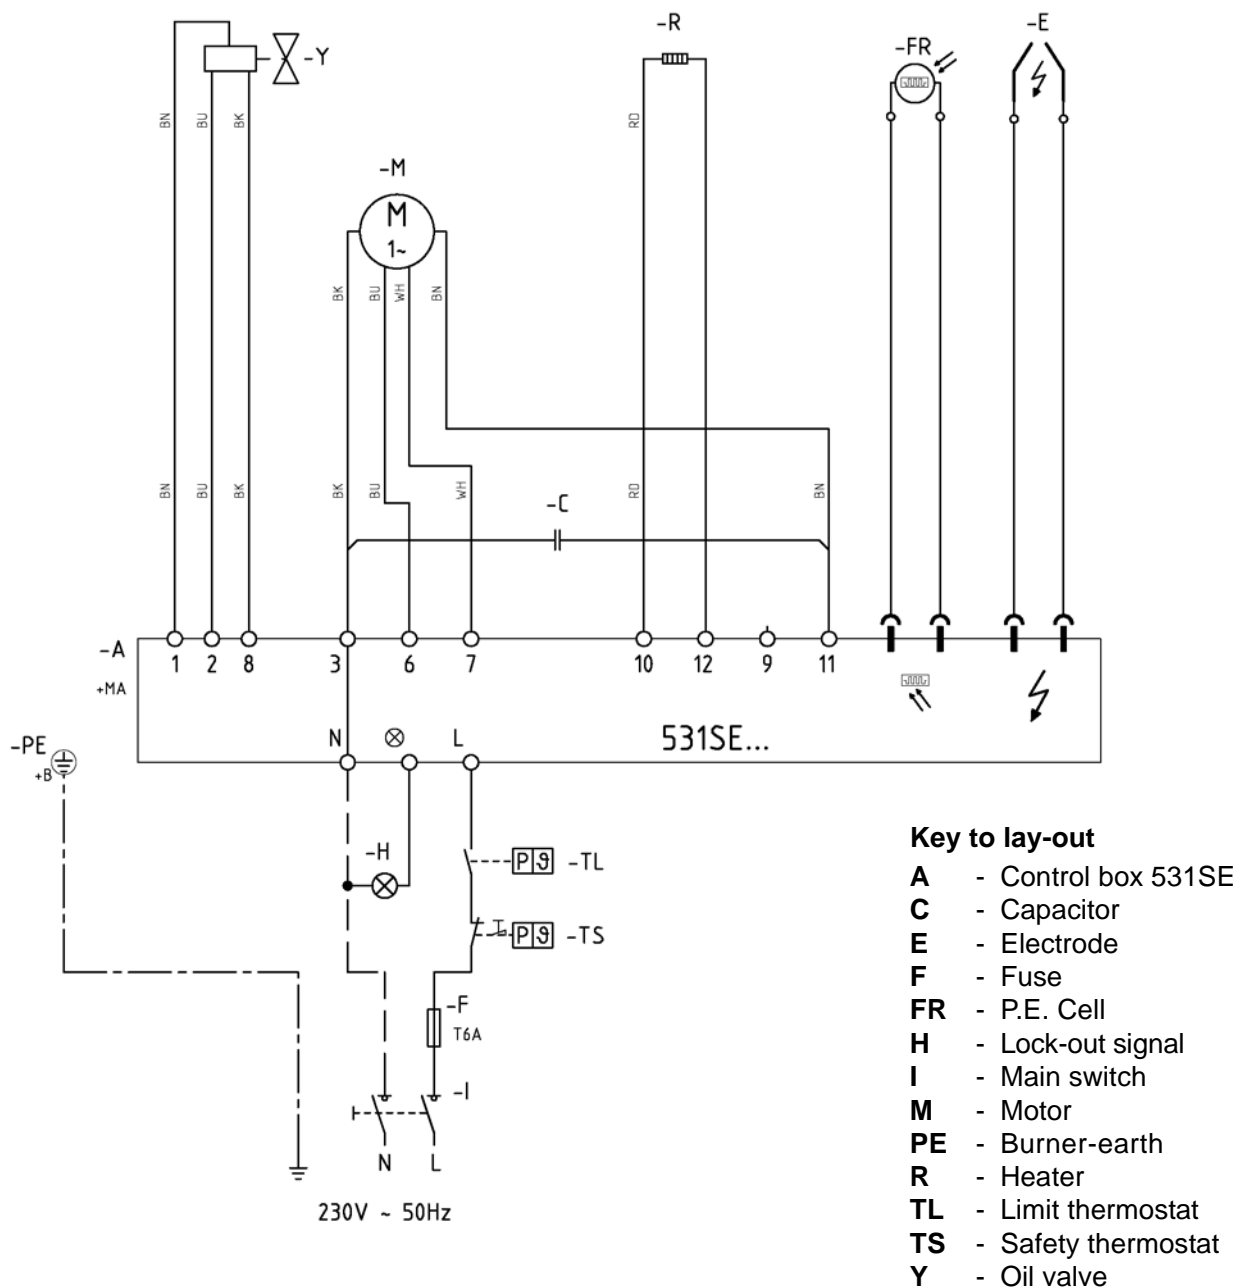 -R
-E
-FR
-Y
BN
BU
BK
RD
-M
M
1~
BK
BU
WH
BN
BN
BU
BK
BK
BU
WH
RD
BN
-C
-A
1
2
8
3
6
7
10
12
9
11
+MA
N
L
531SE...
-PE
+B
-H
P
ϑ
-TL
P
ϑ
-TS
-F
T6A
-I
N
L
230V ~ 50Hz
Key to lay-out
A - Control box 531SE
C - Capacitor
E - Electrode
F - Fuse
FR - P.E. Cell
H - Lock-out signal
I - Main switch
M - Motor
PE - Burner-earth
R - Heater
TL - Limit thermostat
TS - Safety thermostat
Y - Oil valve